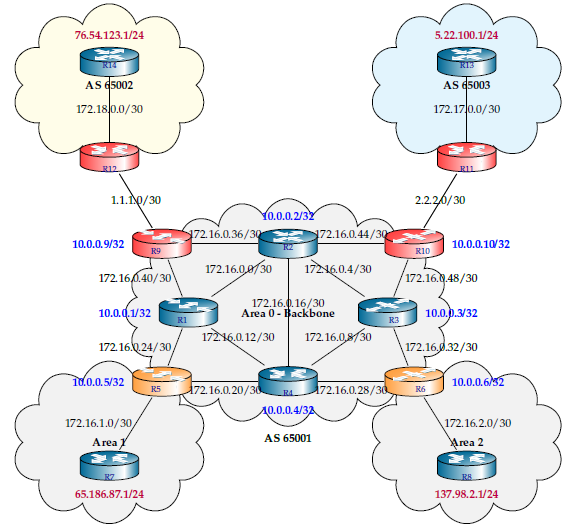 76.54.123.1/24
5.22.100.1/24
R14
R13
AS 65002
AS 65003
172.18.0.0/30
172.17.0.0/30
R12
R11
1.1.1.0/30
2.2.2.0/30
10.0.0.2/32
172.16.0.36/30
172.16.0.44/30
10.0.0.9/32
R9
R2
R10
10.0.0.10/32
172.16.0.0/30
172.16.0.4/30
172.16.0.40/30
172.16.0.48/30
172.16.0.16/30
10.0.0.1/32
R1
Area 0 - Backbone
R3
10.0.0.3/32
172.16.0.12/30
172.16.0.8/30
172.16.0.24/30
172.16.0.32/30
10.0.0.5/32
R5
172.16.0.20/30
R4
172.16.0.28/30
R6
10.0.0.6/32
10.0.0.4/32
172.16.1.0/30
172.16.2.0/30
Area 1
AS 65001
Area 2
R7
R8
65.186.87.1/24
137.98.2.1/24